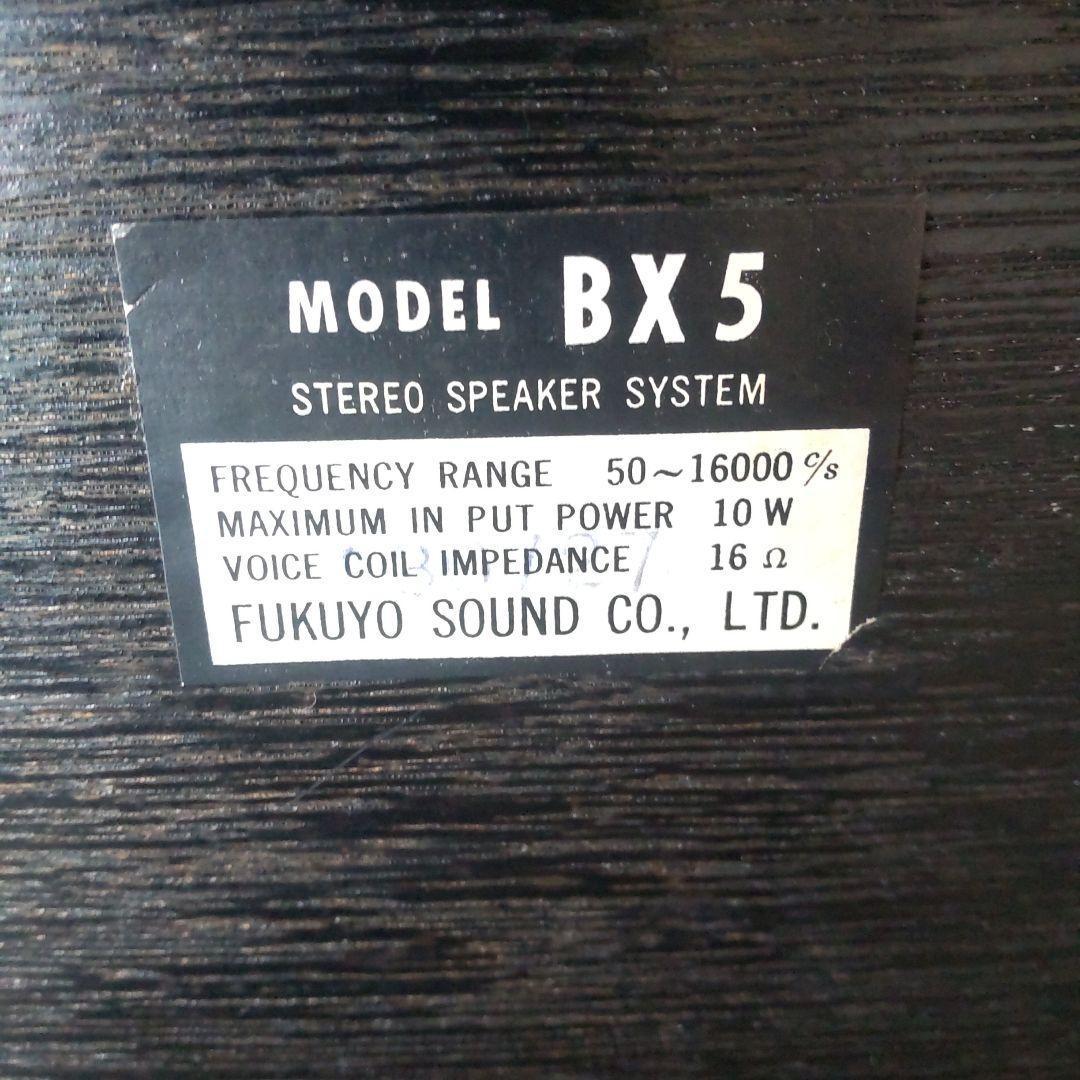 MODEL BX5
STEREO SPEAKER SYSTEM
FREQUENCY RANGE 50~16000 c/s
MAXIMUM IN PUT POWER 10 W
VOICE COIL IMPEDANCE 16 Ω
FUKUYO SOUND CO., LTD.